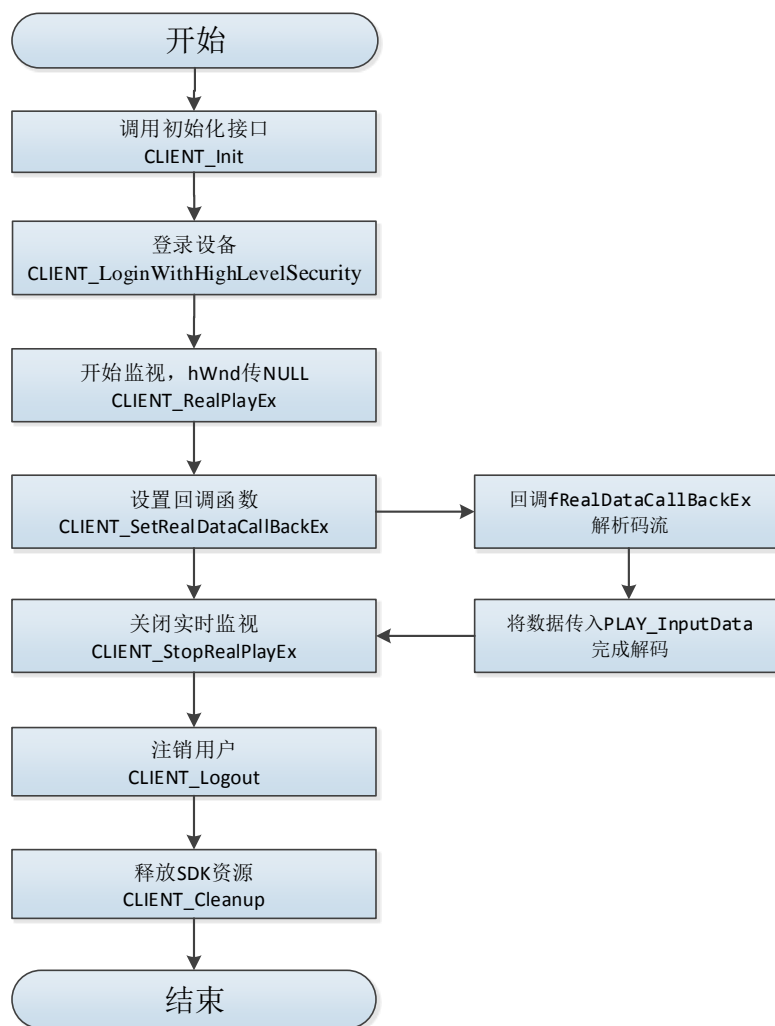 开始
调用初始化接口
CLIENT_Init
登录设备
CLIENT_LoginWithHighLevelSecurity
开始监视，hWnd传NULL
CLIENT_RealPlayEx
设置回调函数
CLIENT_SetRealDataCallBackEx
回调fRealDataCallBackEx
解析码流
将数据传入PLAY_InputData
完成解码
关闭实时监视
CLIENT_StopRealPlayEx
注销用户
CLIENT_Logout
释放SDK资源
CLIENT_Cleanup
结束